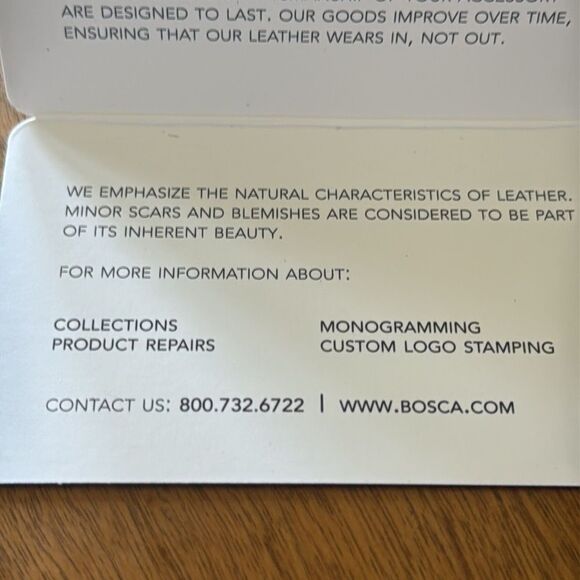 ARE DESIGNED TO LAST. OUR GOODS IMPROVE OVER TIME,
ENSURING THAT OUR LEATHER WEARS IN, NOT OUT.
WE EMPHASIZE THE NATURAL CHARACTERISTICS OF LEATHER.
MINOR SCARS AND BLEMISHES ARE CONSIDERED TO BE PART
OF ITS INHERENT BEAUTY.
FOR MORE INFORMATION ABOUT:
COLLECTIONS
PRODUCT REPAIRS
MONOGRAMMING
CUSTOM LOGO STAMPING
CONTACT US: 800.732.6722 | WWW.BOSCA.COM